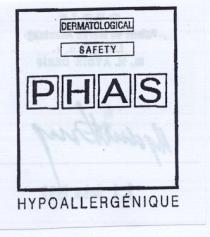 DERMATOLOGICAL
SAFETY
PHAS
HYPOALLERGÉNIQUE